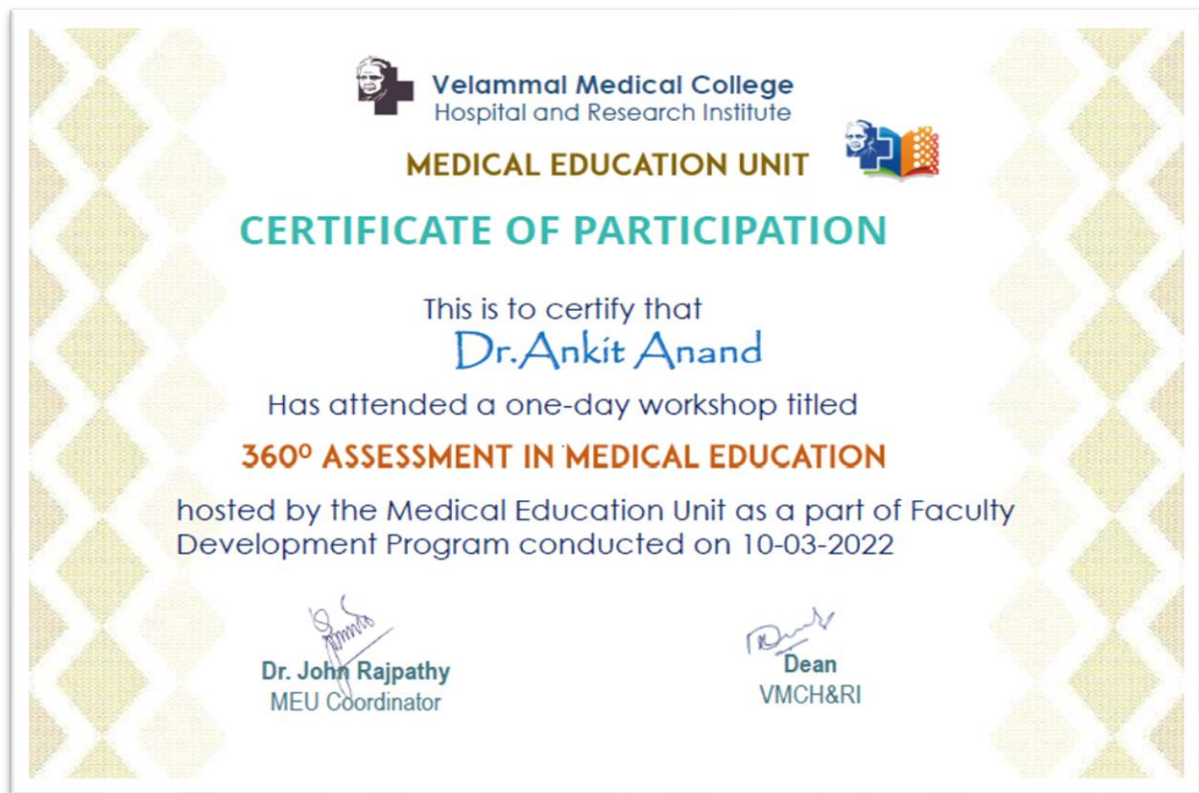 Velammal Medical College
Hospital and Research Institute
MEDICAL EDUCATION UNIT
CERTIFICATE OF PARTICIPATION
This is to certify that
Dr.Ankit Anand
Has attended a one-day workshop titled
360⁰ ASSESSMENT IN MEDICAL EDUCATION
hosted by the Medical Education Unit as a part of Faculty
Development Program conducted on 10-03-2022
Dr. John Rajpathy
MEU Coordinator
Dean
VMCH&RI